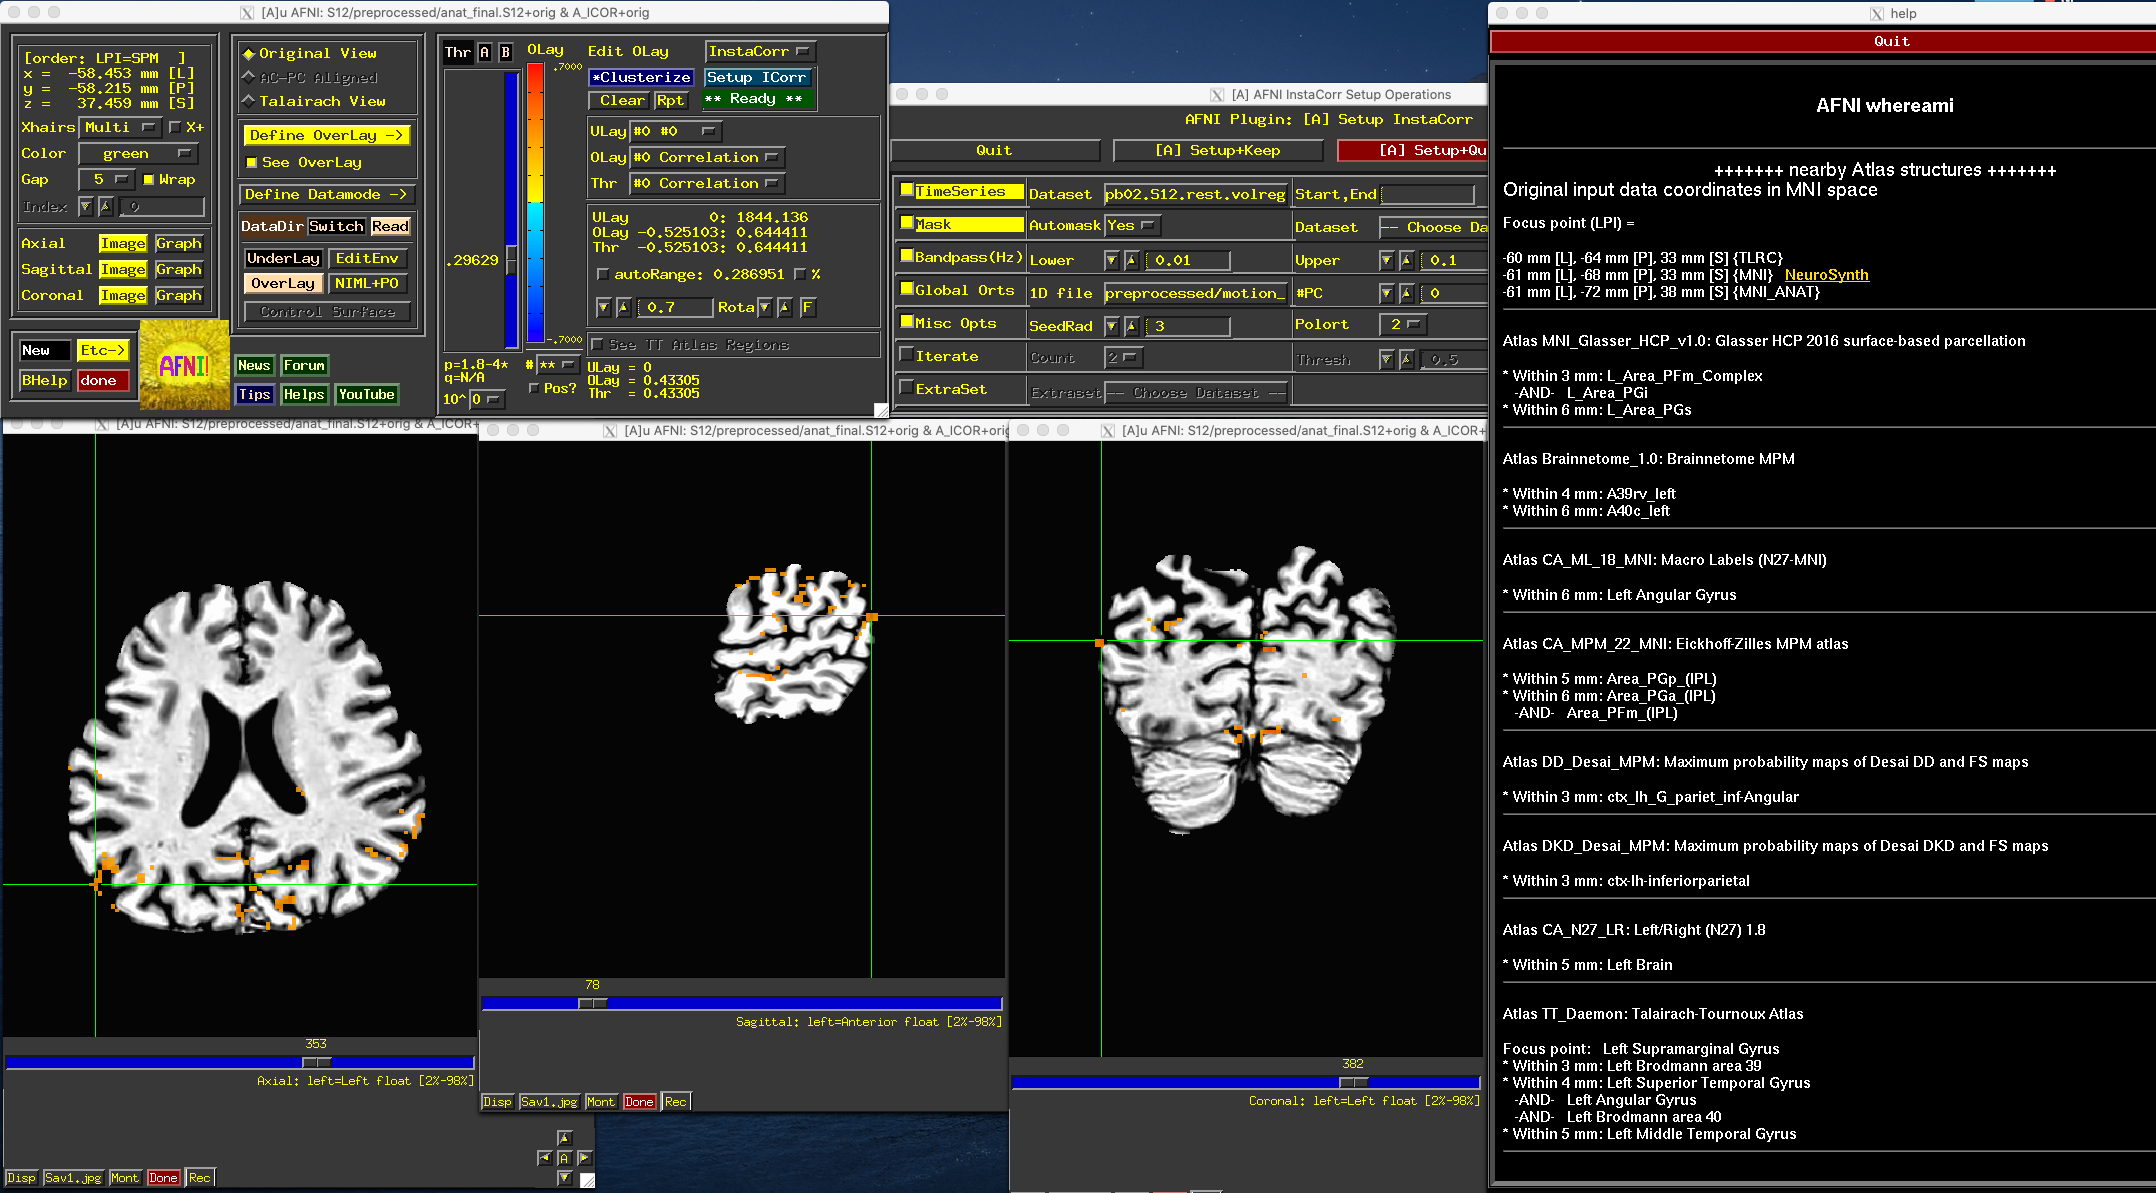 [A]u AFNI: S12/preprocessed/anat_final.S12+orig & A_ICOR+orig
[order: LPI=SPM ]
x = -58.453 mm [L]
y = -58.215 mm [P]
z = 37.459 mm [S]
Xhairs Multi X+
Color green
Gap 5 Wrap
Index 0
Axial Image Graph
Sagittal Image Graph
Coronal Image Graph
New Etc->
BHelp done
AFNI!
Original View
AC-PC Aligned
Talairach View
Define OverLay ->
See OverLay
Define Datamode ->
DataDir Switch Read
UnderLay EditEnv
OverLay NIML+PO
Control Surface
News Forum
Tips Helps YouTube
Thr A B OLay
.7000
.29629
-.7000
p=1.8-4*
q=N/A
10^ 0
# **
Pos?
Edit OLay InstaCorr
*Clusterize Setup ICorr
Clear Rpt ** Ready **
ULay #0 #0
OLay #0 Correlation
Thr #0 Correlation
ULay 0: 1844.136
OLay -0.525103: 0.644411
Thr -0.525103: 0.644411
autoRange: 0.286951 %
0.7 Rota F
See TT Atlas Regions
ULay = 0
OLay = 0.43305
Thr = 0.43305
[A] AFNI InstaCorr Setup Operations
AFNI Plugin: [A] Setup InstaCorr
Quit [A] Setup+Keep [A] Setup+Qu
TimeSeries Dataset pb02.S12.rest.volreg Start,End
Mask Automask Yes Dataset -- Choose Da
Bandpass(Hz) Lower 0.01 Upper 0.1
Global Orts 1D file preprocessed/motion_ #PC 0
Misc Opts SeedRad 3 Polort 2
Iterate Count 2 Thresh 0.5
ExtraSet Extraset -- Choose Dataset --
[A]u AFNI: S12/preprocessed/anat_final.S12+orig & A_ICOR+
353
Axial: left=Left float [2%-98%]
Disp Sav1.jpg Mont Done Rec
A
[A]u AFNI: S12/preprocessed/anat_final.S12+orig & A_ICOR+orig
78
Sagittal: left=Anterior float [2%-98%]
Disp Sav1.jpg Mont Done Rec
[A]u AFNI: S12/preprocessed/anat_final.S12+orig & A_ICOR+
382
Coronal: left=Left float [2%-98%]
help
Quit
AFNI whereami
+++++++ nearby Atlas structures +++++++
Original input data coordinates in MNI space
Focus point (LPI) =
-60 mm [L], -64 mm [P], 33 mm [S] {TLRC}
-61 mm [L], -68 mm [P], 33 mm [S] {MNI} NeuroSynth
-61 mm [L], -72 mm [P], 38 mm [S] {MNI_ANAT}
Atlas MNI_Glasser_HCP_v1.0: Glasser HCP 2016 surface-based parcellation
* Within 3 mm: L_Area_PFm_Complex
-AND- L_Area_PGi
* Within 6 mm: L_Area_PGs
Atlas Brainnetome_1.0: Brainnetome MPM
* Within 4 mm: A39rv_left
* Within 6 mm: A40c_left
Atlas CA_ML_18_MNI: Macro Labels (N27-MNI)
* Within 6 mm: Left Angular Gyrus
Atlas CA_MPM_22_MNI: Eickhoff-Zilles MPM atlas
* Within 5 mm: Area_PGp_(IPL)
* Within 6 mm: Area_PGa_(IPL)
-AND- Area_PFm_(IPL)
Atlas DD_Desai_MPM: Maximum probability maps of Desai DD and FS maps
* Within 3 mm: ctx_lh_G_pariet_inf-Angular
Atlas DKD_Desai_MPM: Maximum probability maps of Desai DKD and FS maps
* Within 3 mm: ctx-lh-inferiorparietal
Atlas CA_N27_LR: Left/Right (N27) 1.8
* Within 5 mm: Left Brain
Atlas TT_Daemon: Talairach-Tournoux Atlas
Focus point: Left Supramarginal Gyrus
* Within 3 mm: Left Brodmann area 39
* Within 4 mm: Left Superior Temporal Gyrus
-AND- Left Angular Gyrus
-AND- Left Brodmann area 40
* Within 5 mm: Left Middle Temporal Gyrus